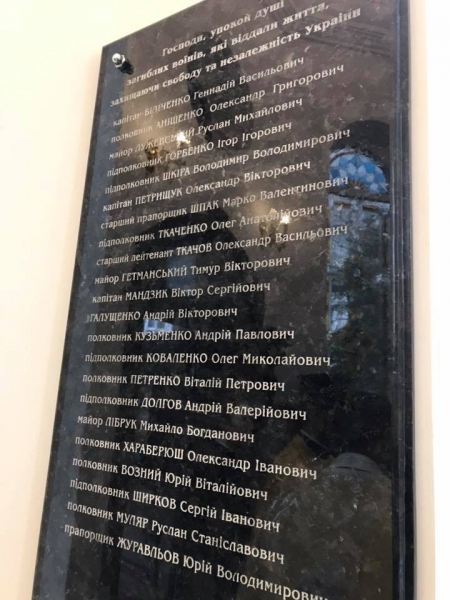 Господи, упокой душі
загиблих воїнів, які віддали життя,
захищаючи свободу та незалежність України
капітан БІЛІЧЕНКО Геннадій Васильович
полковник АНІЩЕНКО Олександр Григорович
майор ЛУЖЕВСЬКИЙ Руслан Михайлович
підполковник ГОРБЕНКО Ігор Ігорович
підполковник ШКІРА Володимир Володимирович
капітан ПЕТРИЩУК Олександр Вікторович
старший прапорщик ШПАК Марко Валентинович
підполковник ТКАЧЕНКО Олег Анатолійович
старший лейтенант ТКАЧОВ Олександр Васильович
майор ГЕТМАНСЬКИЙ Тимур Вікторович
капітан МАНДЗИК Віктор Сергійович
ГАЛУЩЕНКО Андрій Вікторович
полковник КУЗЬМЕНКО Андрій Павлович
підполковник КОВАЛЕНКО Олег Миколайович
полковник ПЕТРЕНКО Віталій Петрович
підполковник ДОЛГОВ Андрій Валерійович
майор ЛІБРУК Михайло Богданович
полковник ХАРАБЕРЮШ Олександр Іванович
полковник ВОЗНИЙ Юрій Віталійович
підполковник ШИРКОВ Сергій Іванович
полковник МУЛЯР Руслан Станіславович
прапорщик ЖУРАВЛЬОВ Юрій Володимирович